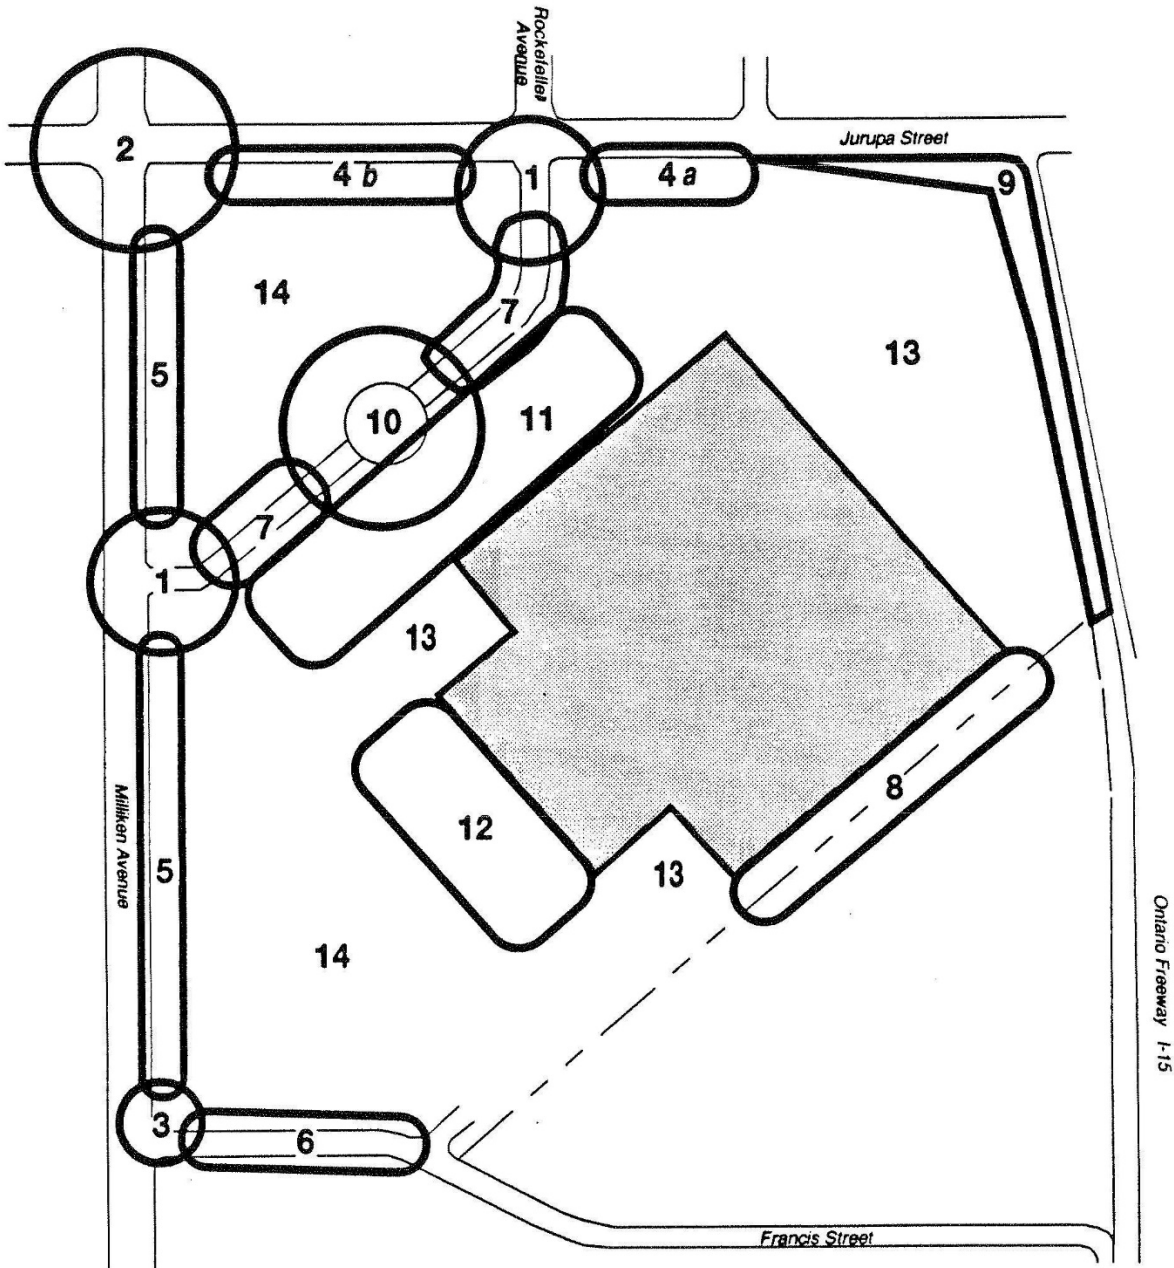 Rockefeller
Avenue
Jurupa Street
2
4 b
1
4 a
9
14
7
13
5
10
11
7
1
13
8
Milliken Avenue
12
5
13
Ontario Freeway I-15
14
3
6
Francis Street